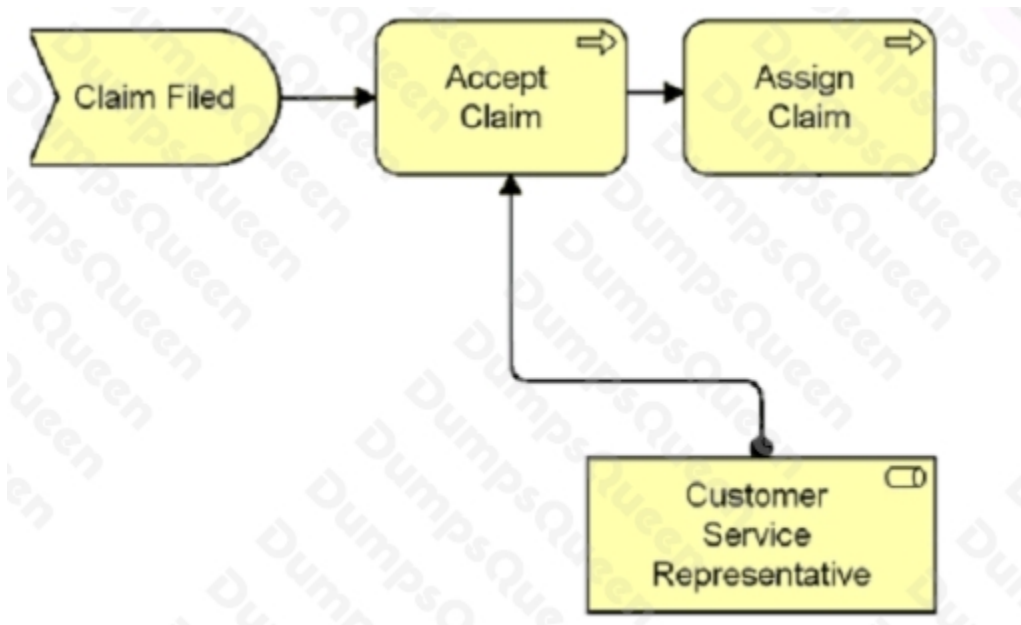 Claim Filed
Accept
Claim
Assign
Claim
Customer
Service
Representative
DumpsQueen